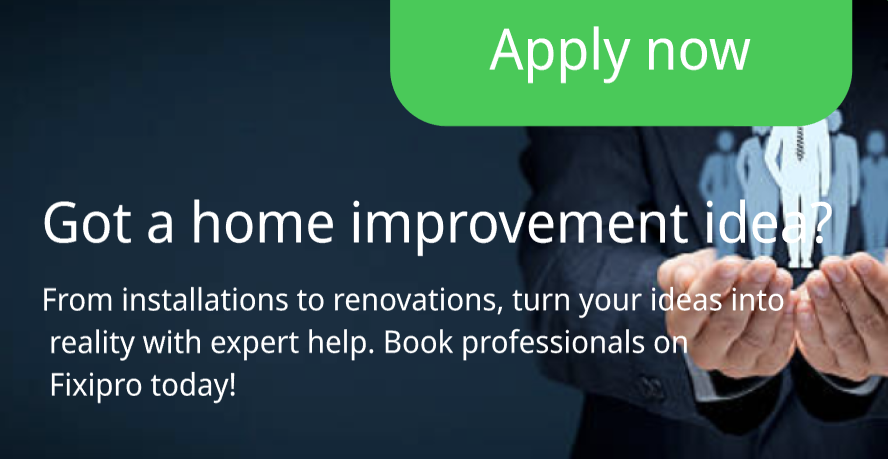 Apply now
Got a home improvement idea?
From installations to renovations, turn your ideas into
reality with expert help. Book professionals on
Fixipro today!